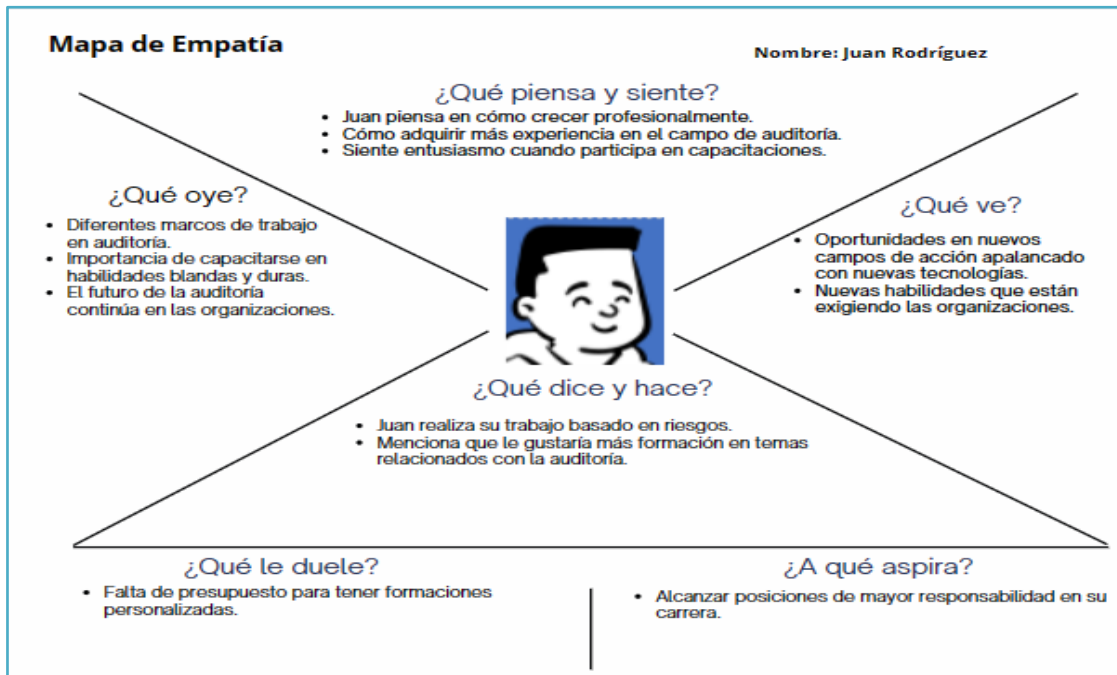 Mapa de Empatía
Nombre: Juan Rodríguez
¿Qué piensa y siente?
• Juan piensa en cómo crecer profesionalmente.
• Cómo adquirir más experiencia en el campo de auditoría.
• Siente entusiasmo cuando participa en capacitaciones.
¿Qué oye?
• Diferentes marcos de trabajo
en auditoría.
• Importancia de capacitarse en
habilidades blandas y duras.
• El futuro de la auditoría
continúa en las organizaciones.
¿Qué ve?
• Oportunidades en nuevos
campos de acción apalancado
con nuevas tecnologías.
• Nuevas habilidades que están
exigiendo las organizaciones.
¿Qué dice y hace?
• Juan realiza su trabajo basado en riesgos.
• Menciona que le gustaría más formación en temas
relacionados con la auditoría.
¿Qué le duele?
• Falta de presupuesto para tener formaciones
personalizadas.
¿A qué aspira?
• Alcanzar posiciones de mayor responsabilidad en su
carrera.